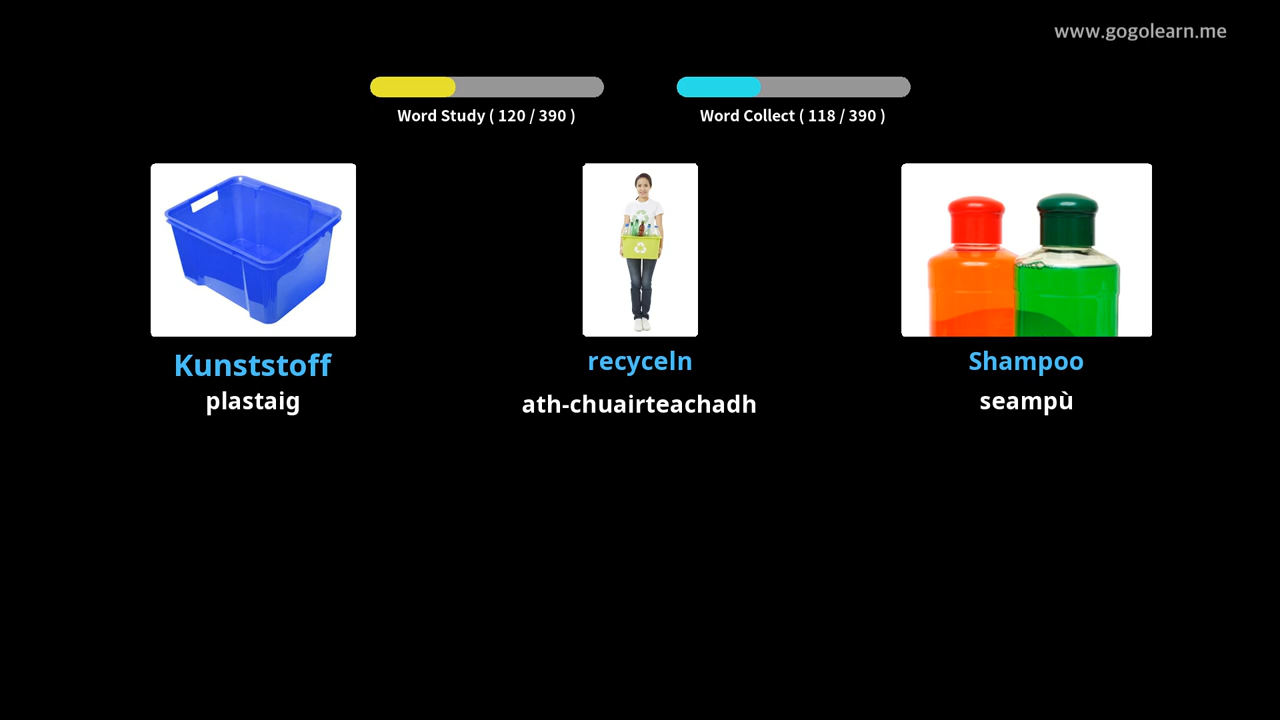 www.gogolearn.me
Word Study ( 120 / 390 )
Word Collect ( 118 / 390 )
Kunststoff
plastaig
recyceln
ath-chuairteachadh
Shampoo
seampù